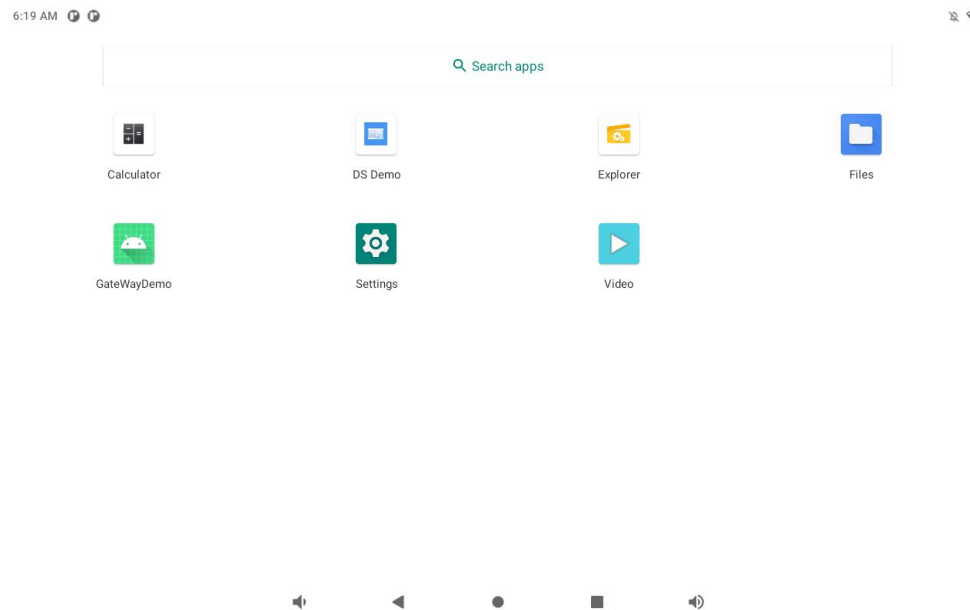 6:19 AM
Search apps
Calculator
DS Demo
Explorer
Files
GateWayDemo
Settings
Video